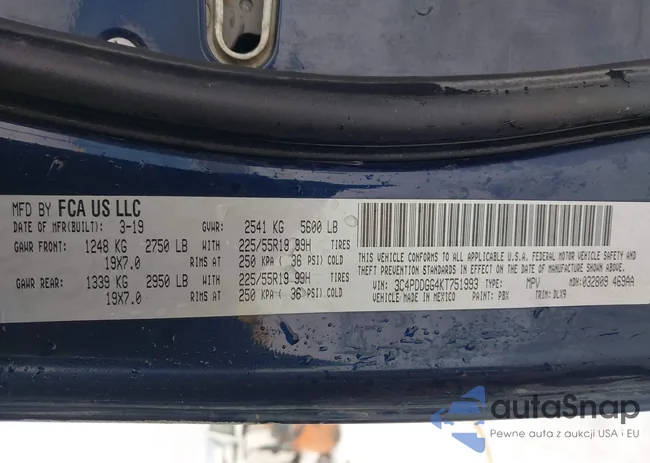 MFD BY FCA US LLC
DATE OF MFR(BUILT): 3-19 GVWR: 2541 KG 5600 LB
GAWR FRONT: 1248 KG 2750 LB WITH 225/55R19 99H TIRES
19X7.0 RIMS AT 250 KPA( 36 PSI) COLD
GAWR REAR: 1339 KG 2950 LB WITH 225/55R19 99H TIRES
19X7.0 RIMS AT 250 KPA( 36 PSI) COLD
THIS VEHICLE CONFORMS TO ALL APPLICABLE U.S.A. FEDERAL MOTOR VEHICLE SAFETY AND
THEFT PREVENTION STANDARDS IN EFFECT ON THE DATE OF MANUFACTURE SHOWN ABOVE.
VIN: 3C4PDDGG4KT751993 TYPE: MPV MDH: 032809 469AA
VEHICLE MADE IN MEXICO PAINT: PBX TRIM: DLX9
autaSnap
Pewne auta z aukcji USA i EU